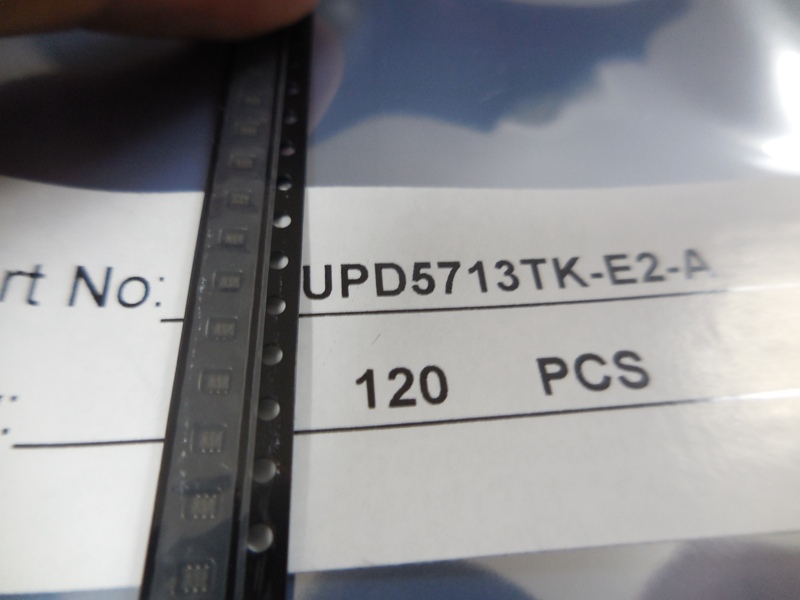 rt No: UPD5713TK-E2-A
: 120 PCS